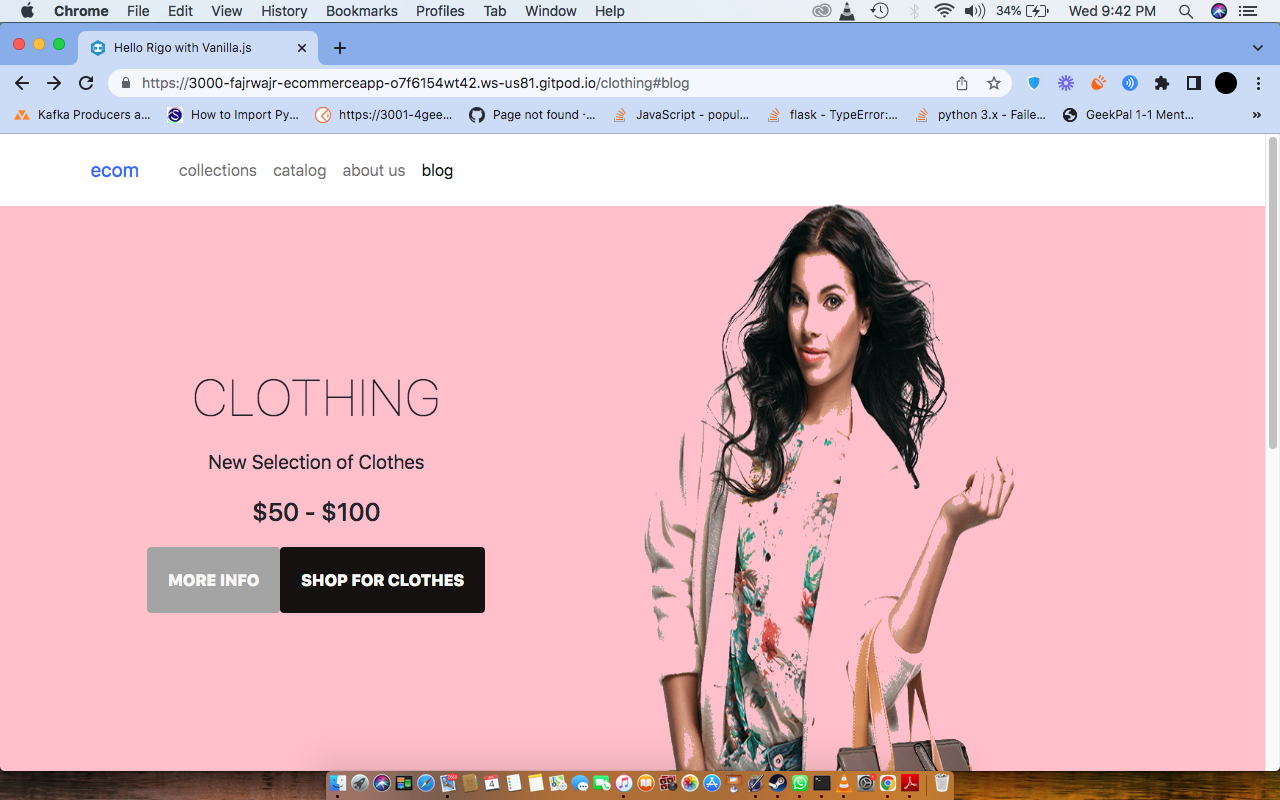 Chrome File Edit View History Bookmarks Profiles Tab Window Help 34% Wed 9:42 PM
Hello Rigo with Vanilla.js
https://3000-fajrwajr-ecommerceapp-o7f6154wt42.ws-us81.gitpod.io/clothing#blog
Kafka Producers a... How to Import Py... https://3001-4gee... Page not found ·... JavaScript - popul... flask - TypeError:... python 3.x - Faile... GeekPal 1-1 Ment... »
ecom collections catalog about us blog
CLOTHING
New Selection of Clothes
$50 - $100
MORE INFO SHOP FOR CLOTHES
4